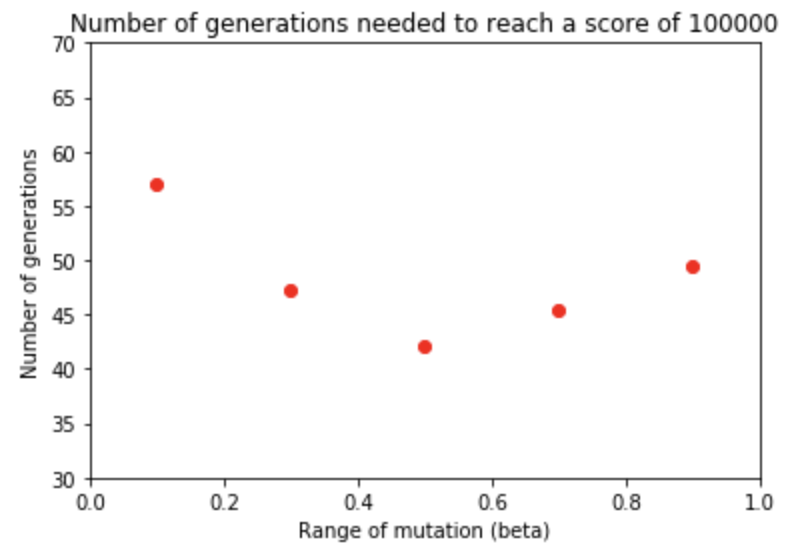 Number of generations needed to reach a score of 100000
70
65
60
55
50
45
40
35
30
Number of generations
0.0 0.2 0.4 0.6 0.8 1.0
Range of mutation (beta)